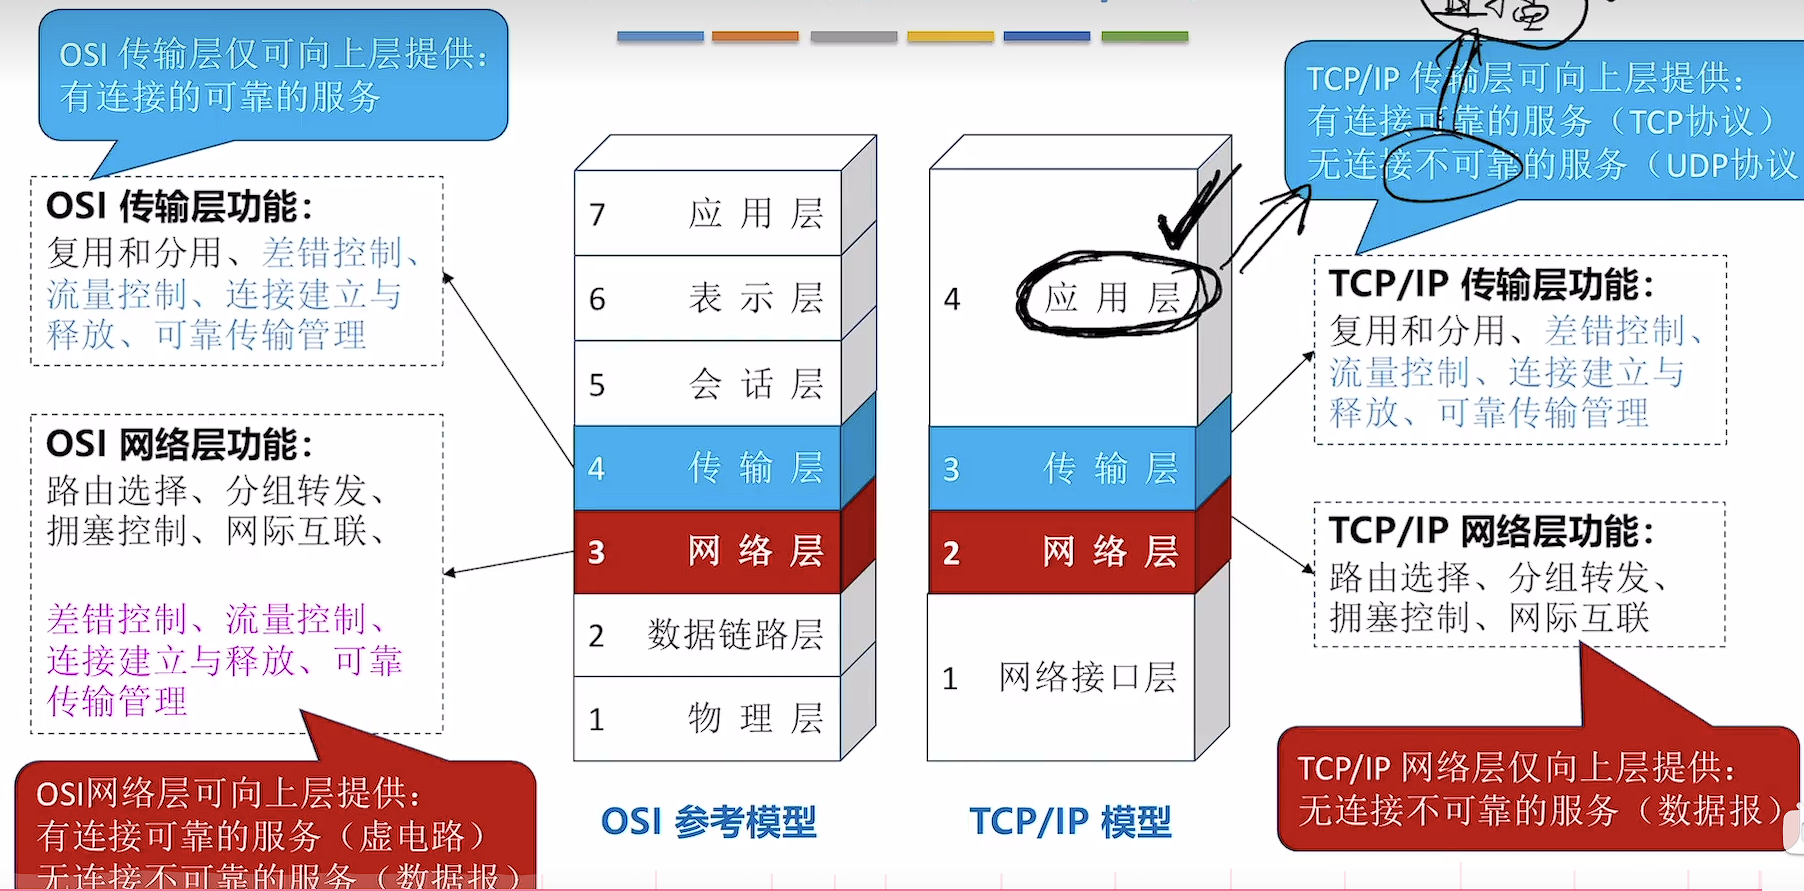 OSI 传输层仅可向上层提供：
有连接的可靠的服务
OSI 传输层功能：
复用和分用、差错控制、
流量控制、连接建立与
释放、可靠传输管理
OSI 网络层功能：
路由选择、分组转发、
拥塞控制、网际互联、
差错控制、流量控制、
连接建立与释放、可靠
传输管理
OSI网络层可向上层提供：
有连接可靠的服务（虚电路）
无连接不可靠的服务（数据报）
7 应用层
6 表示层
5 会话层
4 传输层
3 网络层
2 数据链路层
1 物理层
OSI 参考模型
4 应用层
3 传输层
2 网络层
1 网络接口层
TCP/IP 模型
TCP/IP 传输层可向上层提供：
有连接可靠的服务（TCP协议）
无连接不可靠的服务（UDP协议
TCP/IP 传输层功能：
复用和分用、差错控制、
流量控制、连接建立与
释放、可靠传输管理
TCP/IP 网络层功能：
路由选择、分组转发、
拥塞控制、网际互联
TCP/IP 网络层仅向上层提供：
无连接不可靠的服务（数据报）